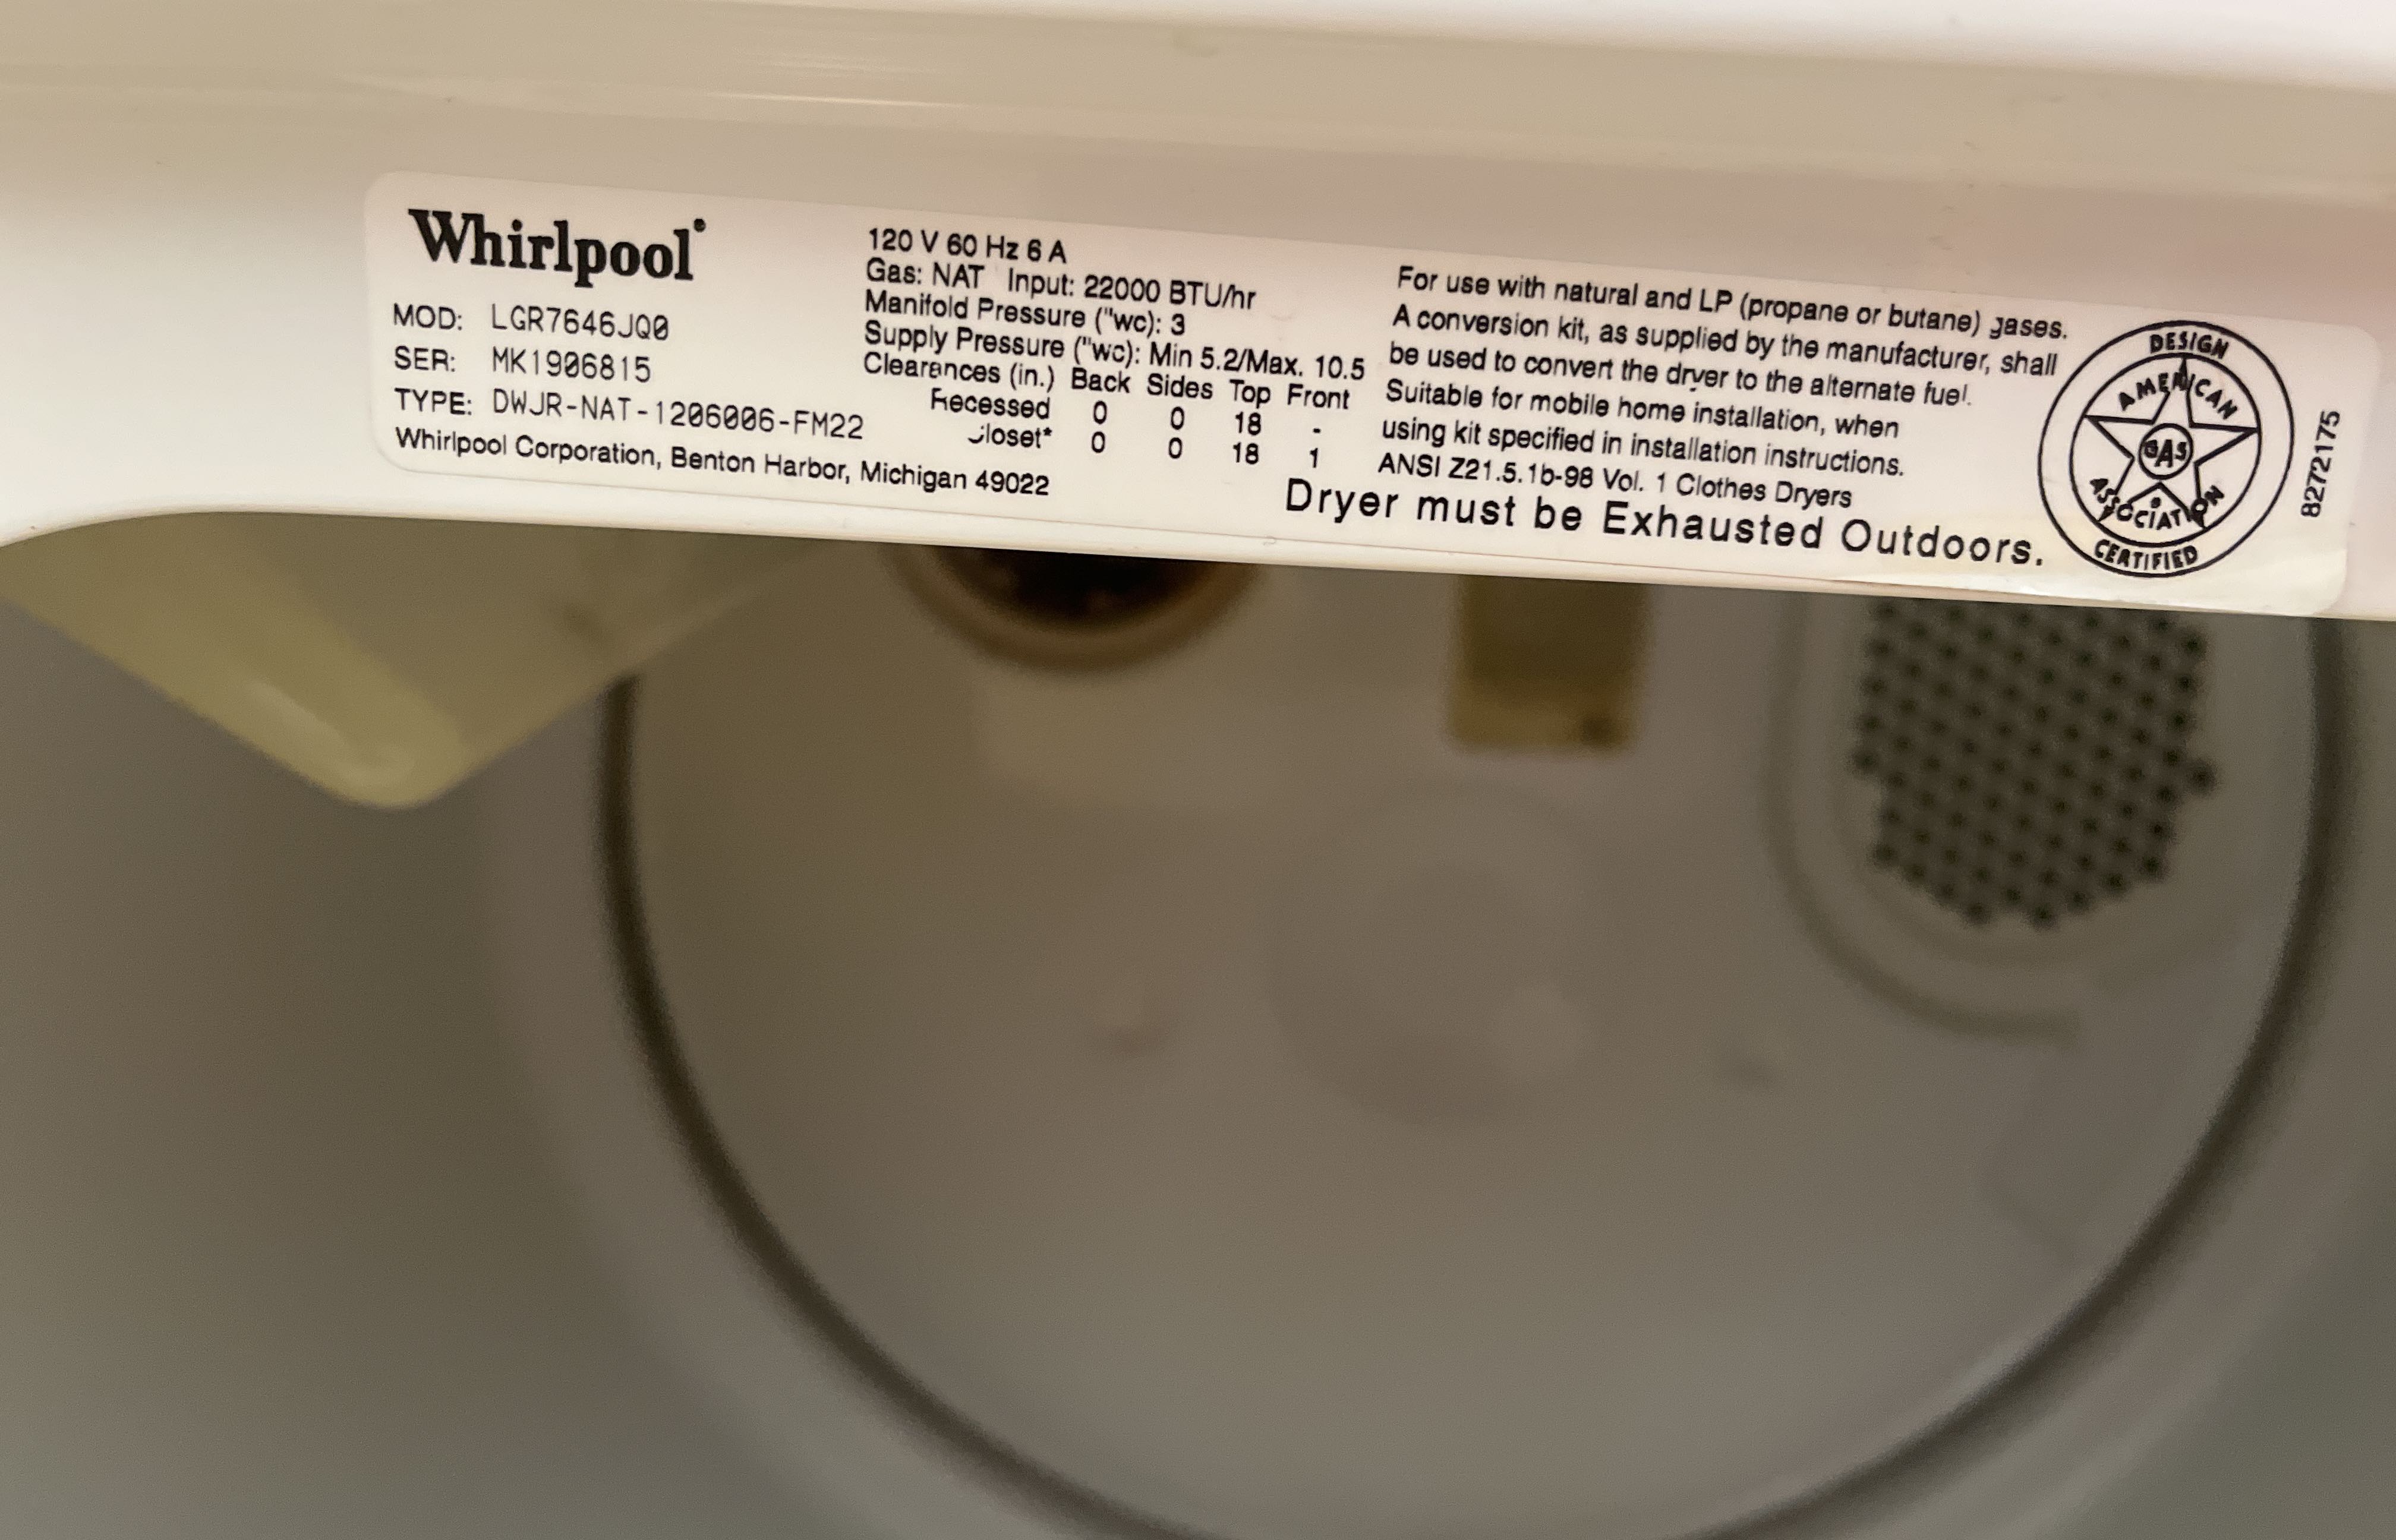 Whirlpool
MOD: LGR7646JQ0
SER: MK1906815
TYPE: DWJR-NAT-1206006-FM22
Whirlpool Corporation, Benton Harbor, Michigan 49022
120 V 60 Hz 6 A
Gas: NAT Input: 22000 BTU/hr
Manifold Pressure ("wc): 3
Supply Pressure ("wc): Min 5.2/Max. 10.5
Clearances (in.) Back Sides Top Front
Recessed 0 0 18 -
Closet* 0 0 18 1
For use with natural and LP (propane or butane) gases.
A conversion kit, as supplied by the manufacturer, shall
be used to convert the dryer to the alternate fuel.
Suitable for mobile home installation, when
using kit specified in installation instructions.
ANSI Z21.5.1b-98 Vol. 1 Clothes Dryers
Dryer must be Exhausted Outdoors.
DESIGN
AMERICAN
GAS
ASSOCIATION
CERTIFIED
8272175